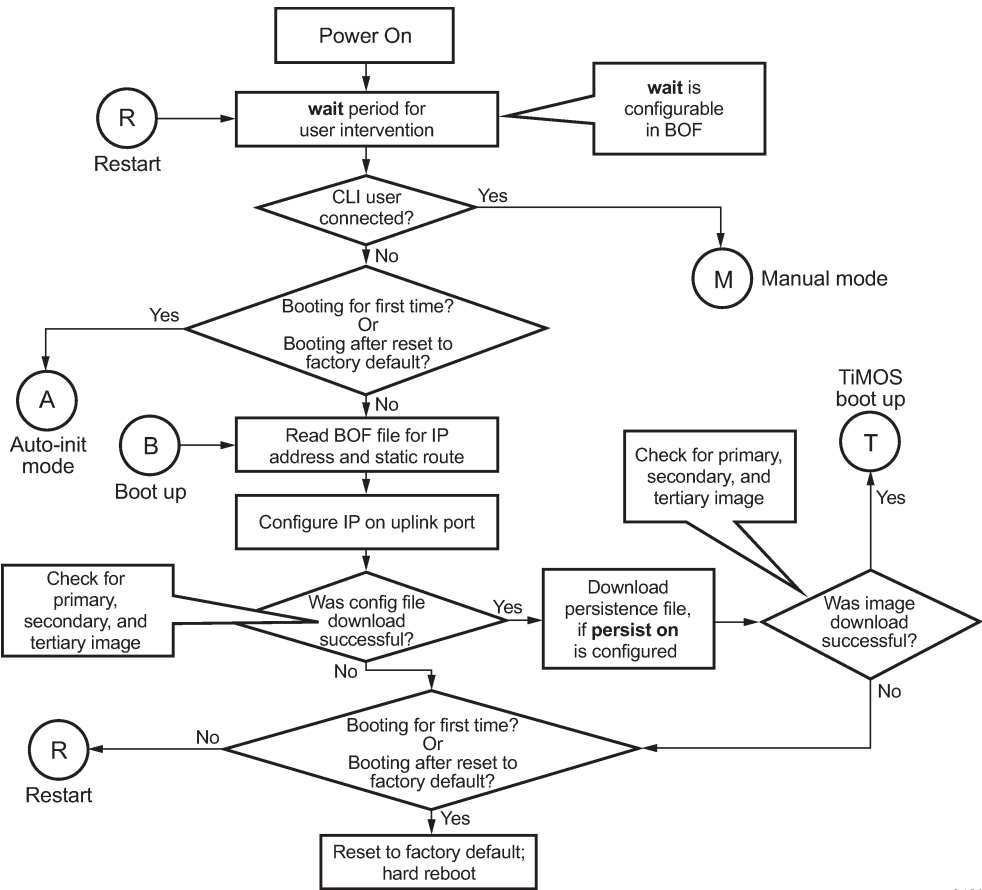 Power On
R
Restart
wait period for
user intervention
wait is
configurable
in BOF
CLI user
connected?
Yes
No
M
Manual mode
Booting for first time?
Or
Booting after reset to
factory default?
Yes
No
A
Auto-init
mode
B
Boot up
Read BOF file for IP
address and static route
Configure IP on uplink port
Check for
primary,
secondary, and
tertiary image
Was config file
download
successful?
Yes
No
Download
persistence file,
if persist on
is configured
Check for primary,
secondary, and
tertiary image
TiMOS
boot up
T
Yes
Was image
download
successful?
No
Booting for first time?
Or
Booting after reset to
factory default?
No
R
Restart
Yes
Reset to factory default;
hard reboot